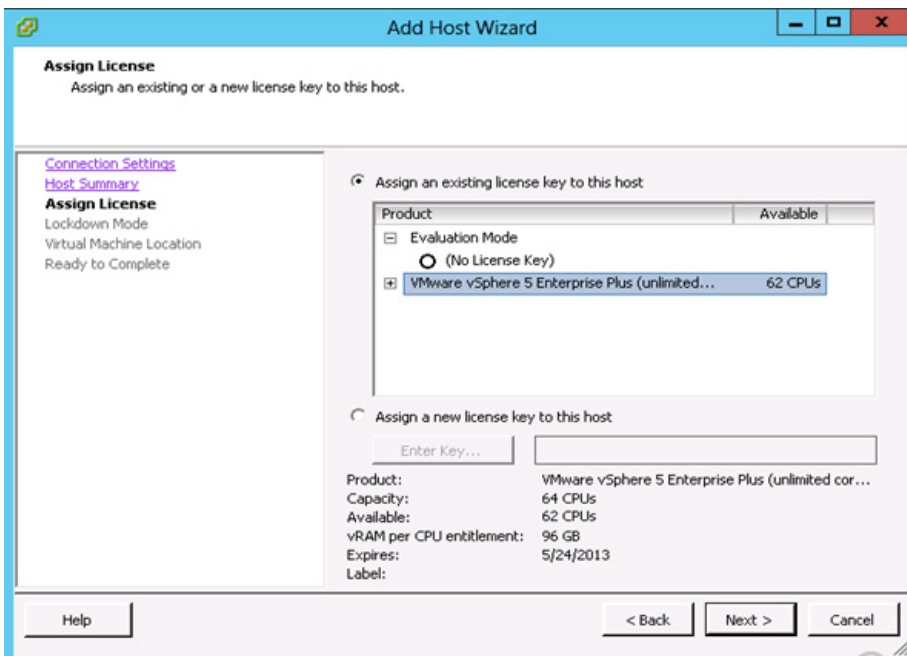 Add Host Wizard
Assign License
Assign an existing or a new license key to this host.
Connection Settings
Host Summary
Assign License
Lockdown Mode
Virtual Machine Location
Ready to Complete
Assign an existing license key to this host
Product Available
Evaluation Mode
(No License Key)
VMware vSphere 5 Enterprise Plus (unlimited... 62 CPUs
Assign a new license key to this host
Enter Key...
Product: VMware vSphere 5 Enterprise Plus (unlimited cor...
Capacity: 64 CPUs
Available: 62 CPUs
vRAM per CPU entitlement: 96 GB
Expires: 5/24/2013
Label:
Help < Back Next > Cancel